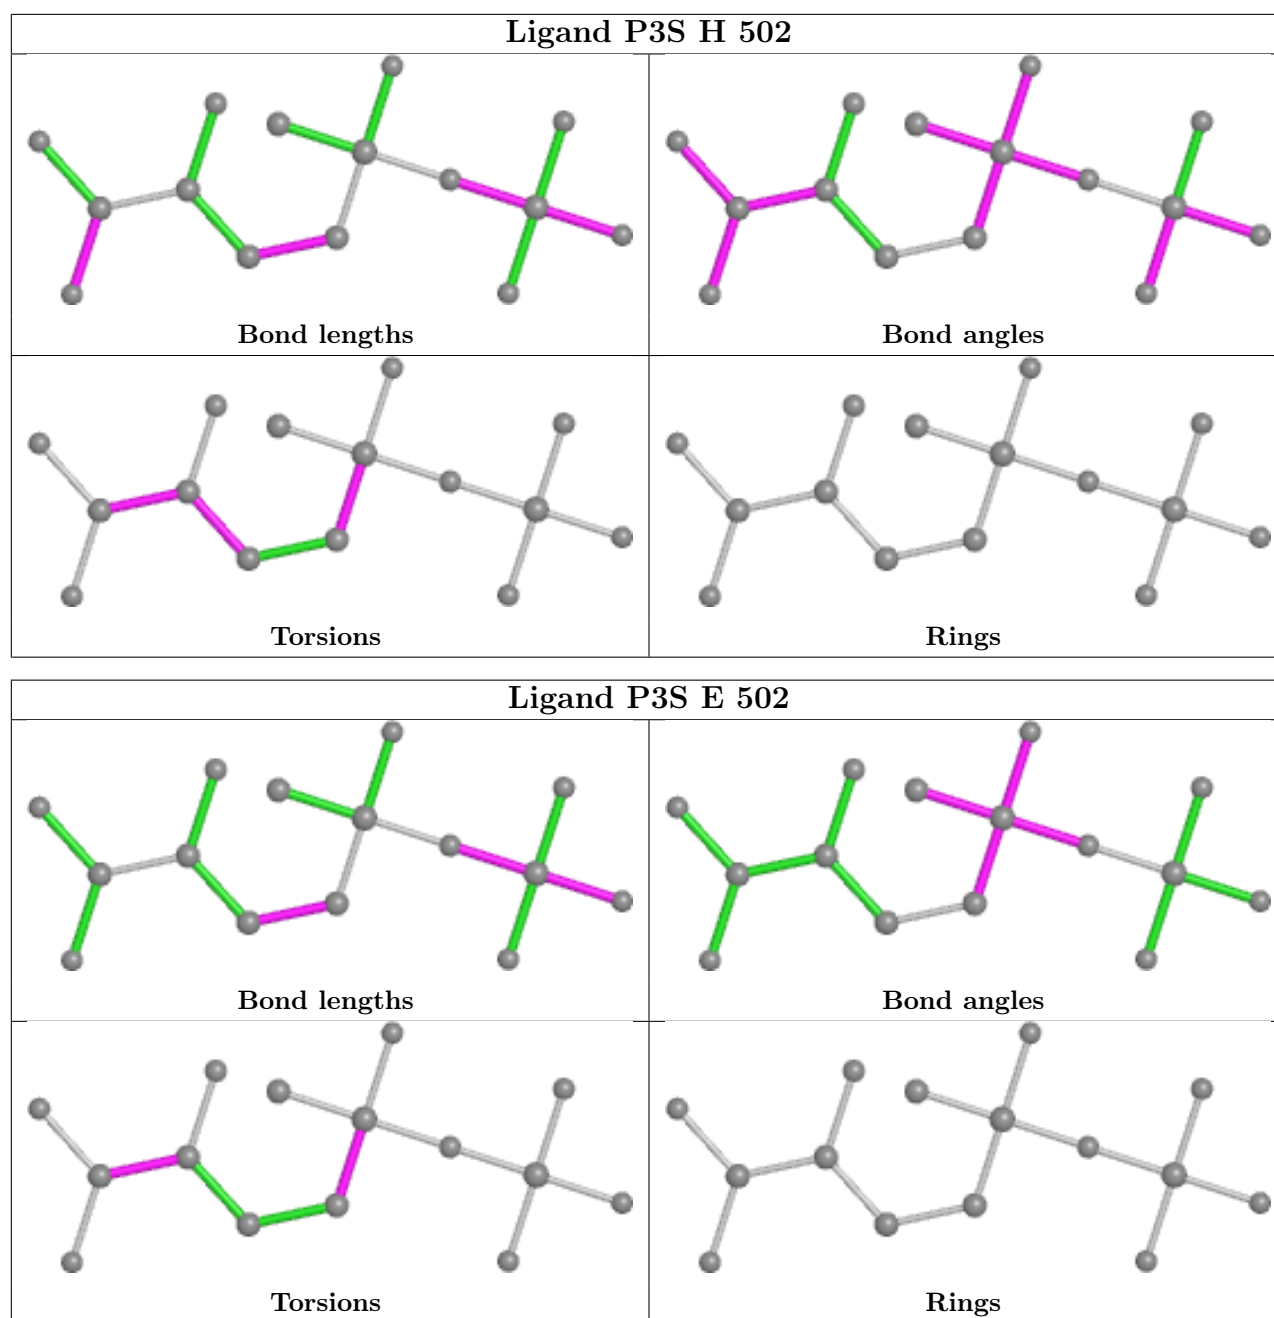 Ligand P3S H 502
Bond lengths
Bond angles
Torsions
Rings
Ligand P3S E 502
Bond lengths
Bond angles
Torsions
Rings